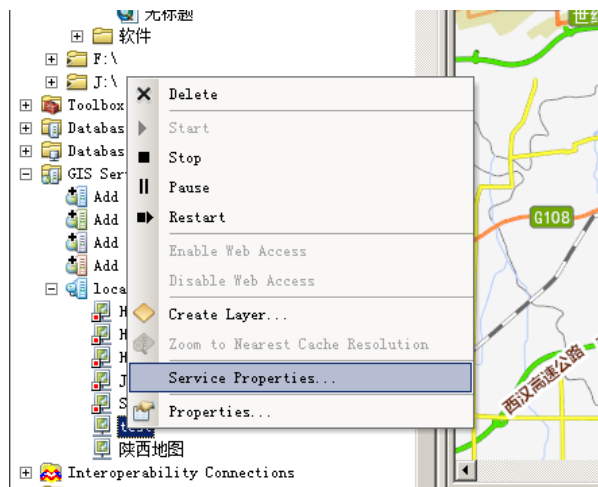 无标题
软件
F:\
J:\
Toolbox
Databas
Databas
GIS Ser
Add
Add
Add
Add
loca
H
H
H
J
S
陕西地图
Interoperability Connections
Delete
Start
Stop
Pause
Restart
Enable Web Access
Disable Web Access
Create Layer...
Zoom to Nearest Cache Resolution
Service Properties...
Properties...
G108
西汉高速公路